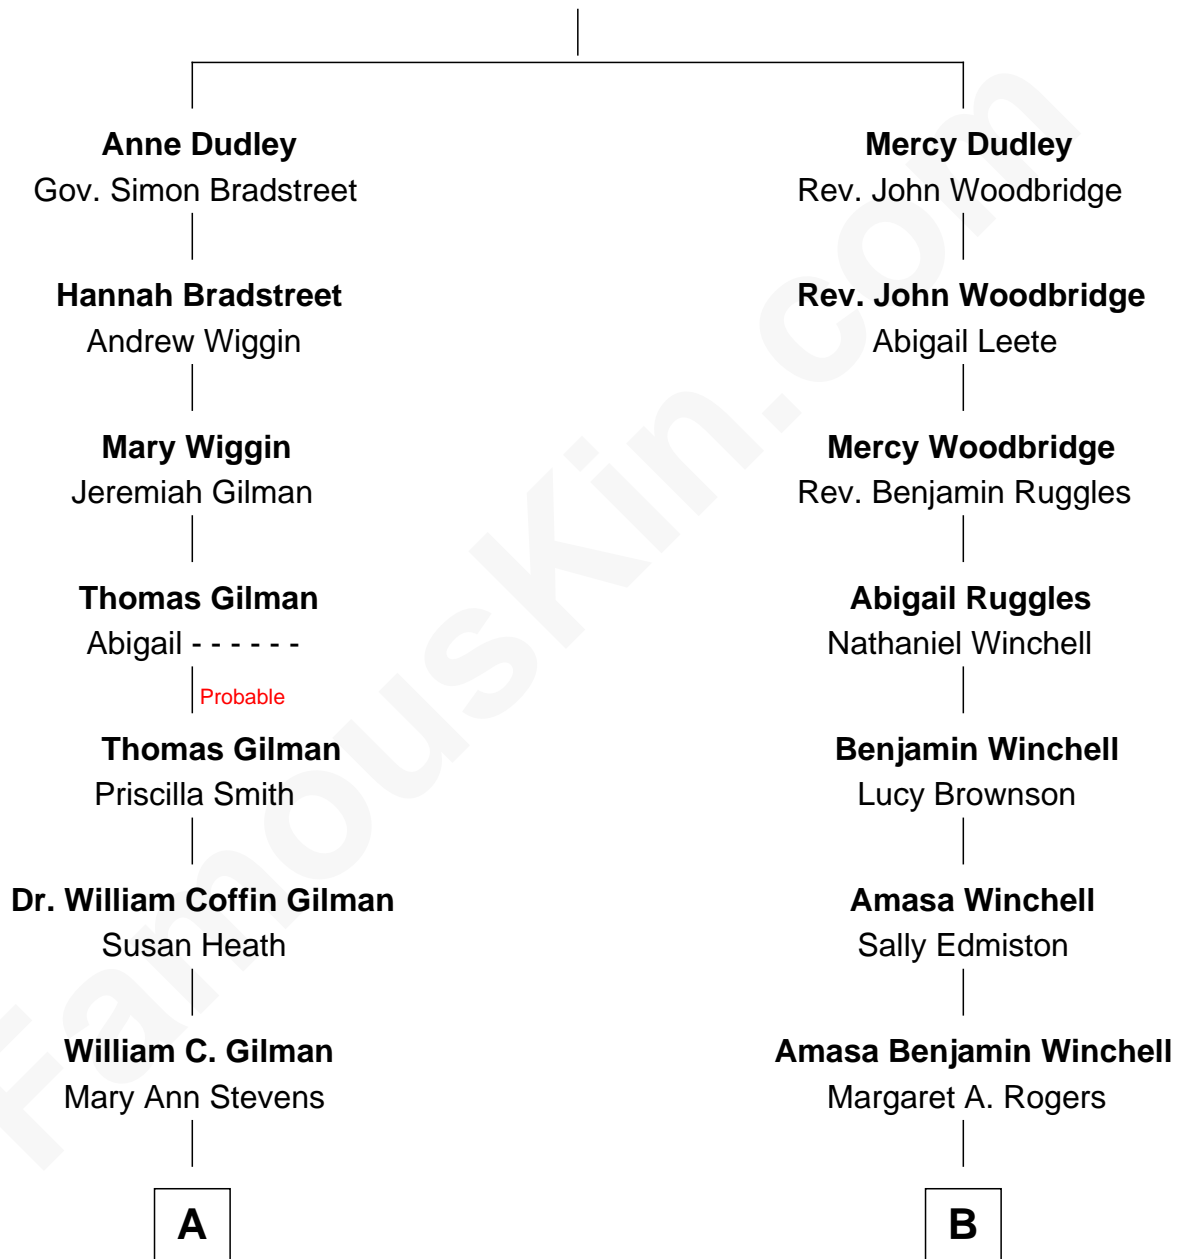 Anne Dudley
Gov. Simon Bradstreet
Hannah Bradstreet
Andrew Wiggin
Mary Wiggin
Jeremiah Gilman
Thomas Gilman
Abigail - - - - - -
Probable
Thomas Gilman
Priscilla Smith
Dr. William Coffin Gilman
Susan Heath
William C. Gilman
Mary Ann Stevens
A
Mercy Dudley
Rev. John Woodbridge
Rev. John Woodbridge
Abigail Leete
Mercy Woodbridge
Rev. Benjamin Ruggles
Abigail Ruggles
Nathaniel Winchell
Benjamin Winchell
Lucy Brownson
Amasa Winchell
Sally Edmiston
Amasa Benjamin Winchell
Margaret A. Rogers
B
FamousKin.com